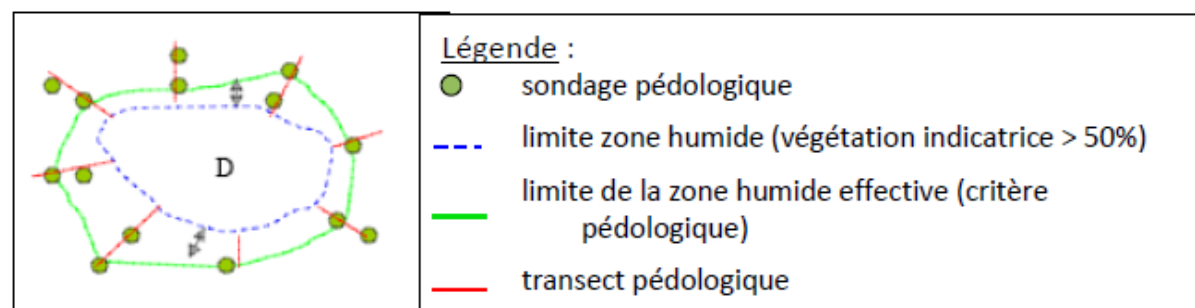 D
Légende :
sondage pédologique
limite zone humide (végétation indicatrice > 50%)
limite de la zone humide effective (critère
pédologique)
transect pédologique